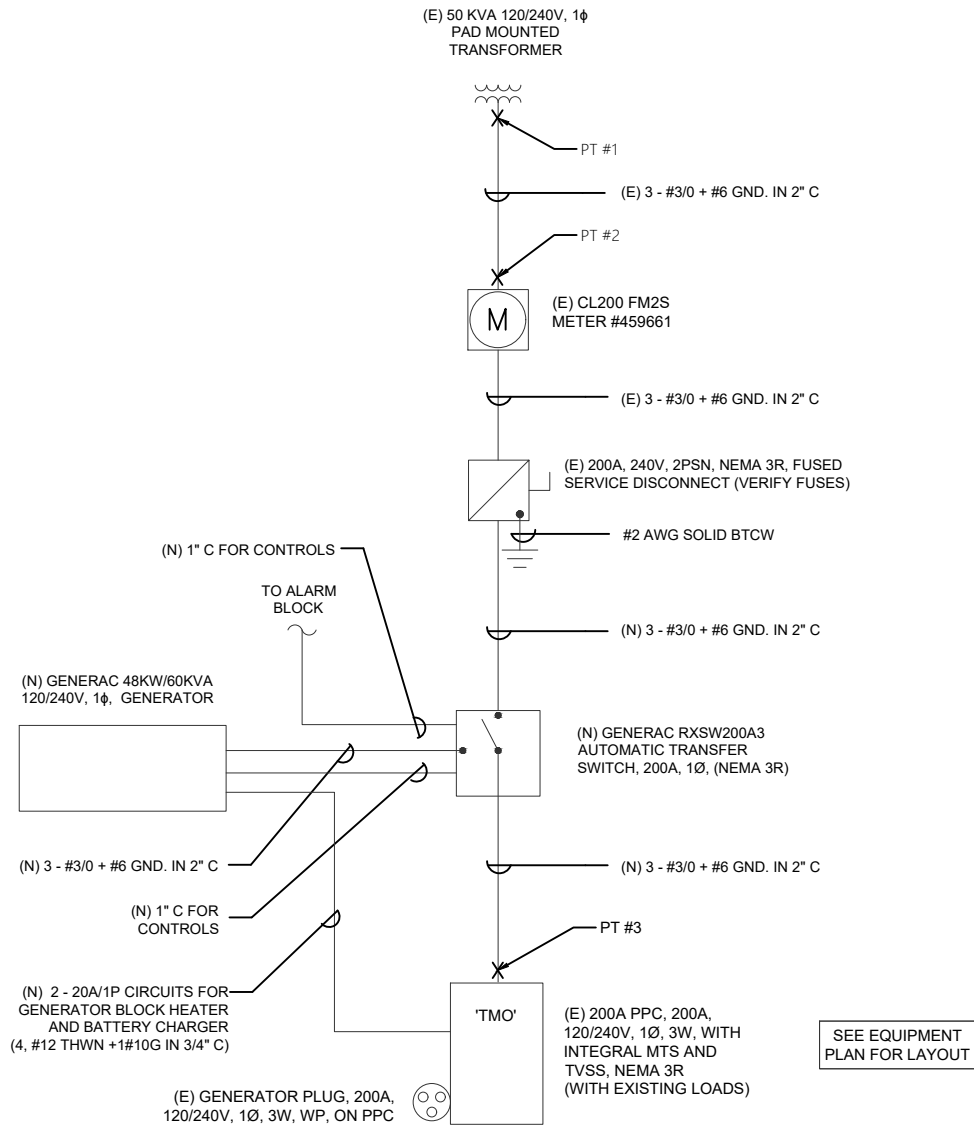 (E) 50 KVA 120/240V, 1ϕ
PAD MOUNTED
TRANSFORMER
PT #1
(E) 3 - #3/0 + #6 GND. IN 2" C
PT #2
M
(E) CL200 FM2S
METER #459661
(E) 3 - #3/0 + #6 GND. IN 2" C
(E) 200A, 240V, 2PSN, NEMA 3R, FUSED
SERVICE DISCONNECT (VERIFY FUSES)
#2 AWG SOLID BTCW
(N) 1" C FOR CONTROLS
TO ALARM
BLOCK
(N) 3 - #3/0 + #6 GND. IN 2" C
(N) GENERAC 48KW/60KVA
120/240V, 1ϕ, GENERATOR
(N) GENERAC RXSW200A3
AUTOMATIC TRANSFER
SWITCH, 200A, 1Ø, (NEMA 3R)
(N) 3 - #3/0 + #6 GND. IN 2" C
(N) 3 - #3/0 + #6 GND. IN 2" C
(N) 1" C FOR
CONTROLS
PT #3
(N) 2 - 20A/1P CIRCUITS FOR
GENERATOR BLOCK HEATER
AND BATTERY CHARGER
(4, #12 THWN +1#10G IN 3/4" C)
'TMO'
(E) 200A PPC, 200A,
120/240V, 1Ø, 3W, WITH
INTEGRAL MTS AND
TVSS, NEMA 3R
(WITH EXISTING LOADS)
SEE EQUIPMENT
PLAN FOR LAYOUT
(E) GENERATOR PLUG, 200A,
120/240V, 1Ø, 3W, WP, ON PPC